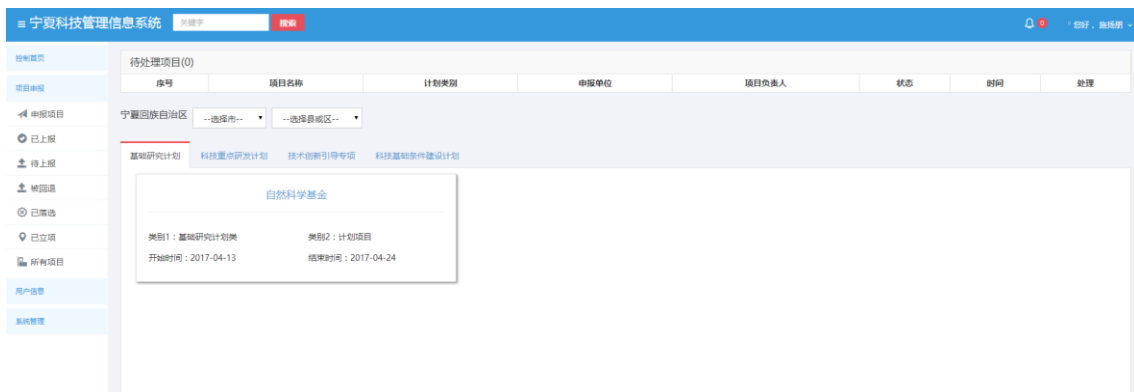 ≡ 宁夏科技管理信息系统 关键字 搜索 0 您好，
控制面页
项目申报
申报项目
已上报
待上报
被回退
已落选
已立项
所有项目
用户信息
系统管理
待处理项目(0)
序号 项目名称 计划类别 申报单位 项目负责人 状态 时间 处理
宁夏回族自治区 --选择市-- --选择县或区--
基础研究计划 科技重点研发计划 技术创新引导专项 科技基础条件建设计划
自然科学基金
类别1：基础研究计划类 类别2：计划项目
开始时间：2017-04-13 结束时间：2017-04-24